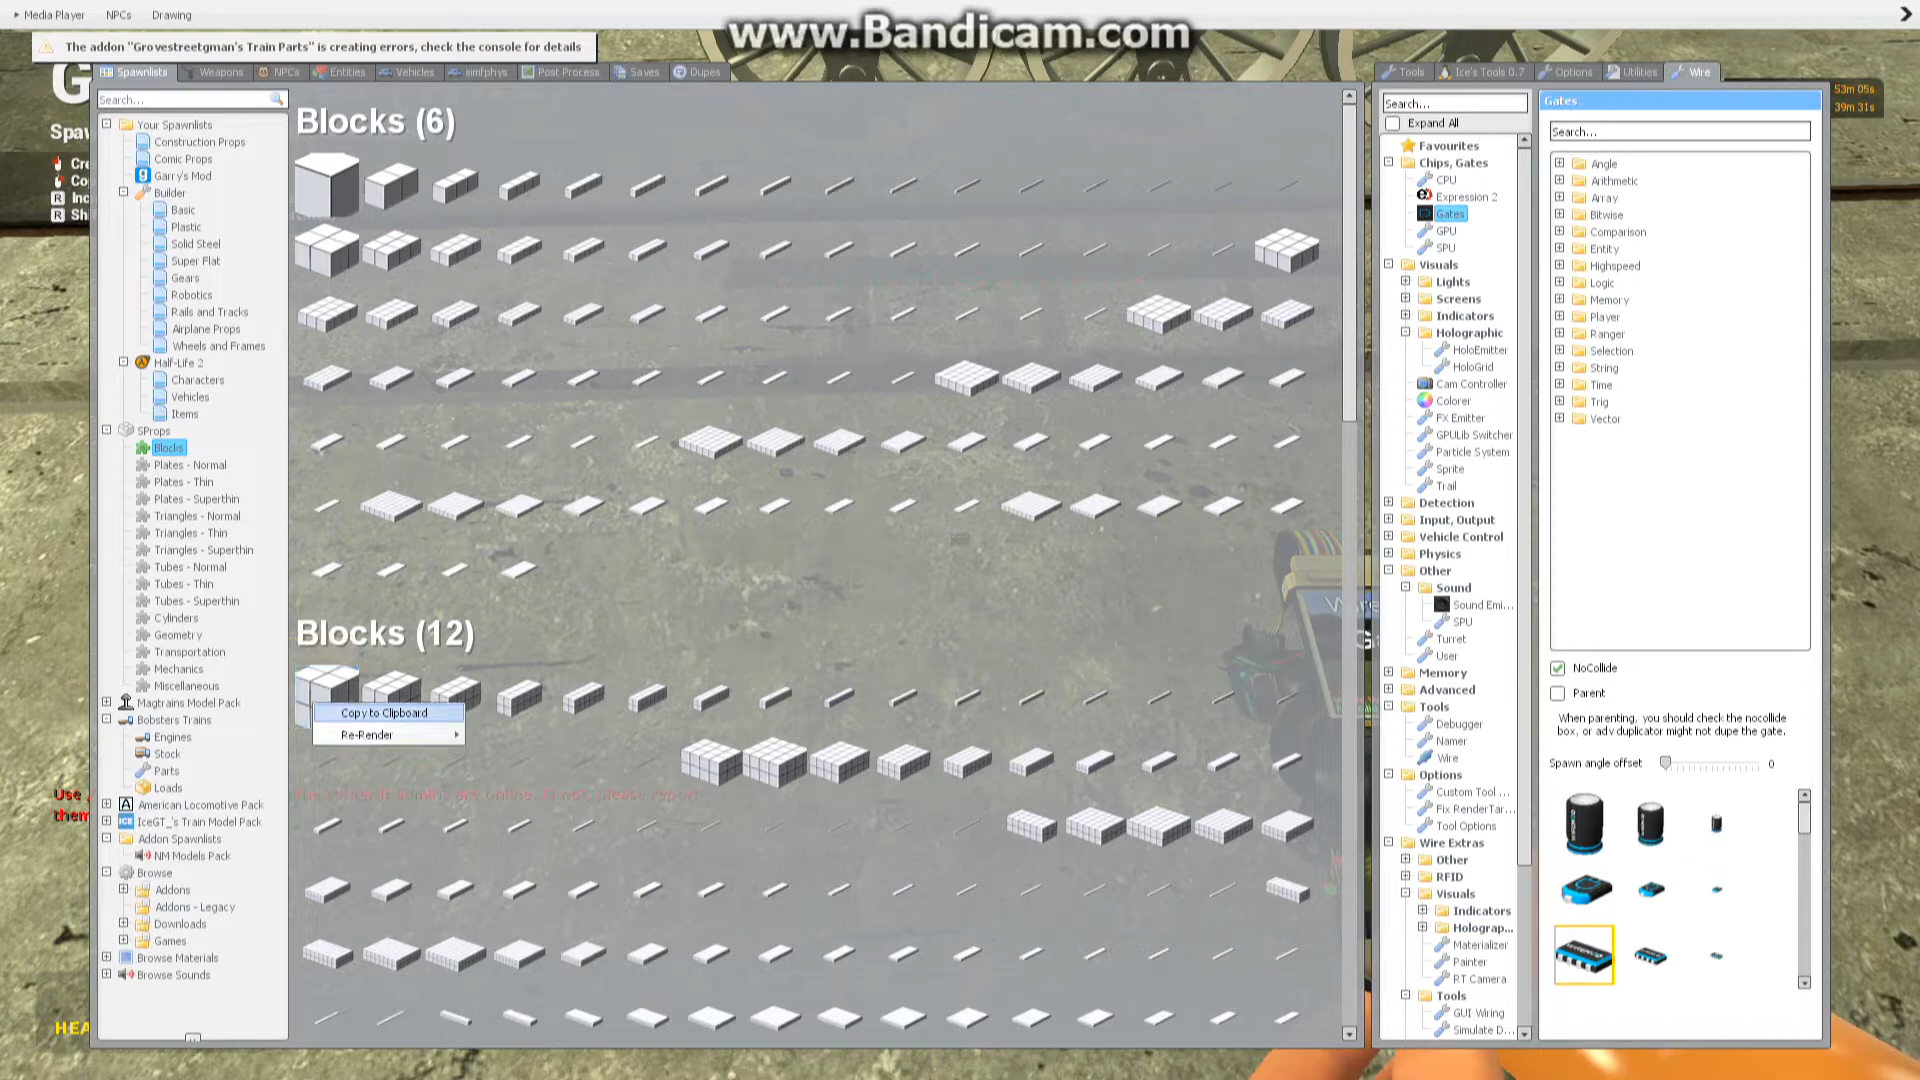 Media Player NPCs Drawing
www.Bandicam.com
The addon "Grovestreetgman's Train Parts" is creating errors, check the console for details
Spawnlists Weapons NPCs Entities Vehicles simfphys Post Process Saves Dupes
Tools Ice's Tools 0.7 Options Utilities Wire
53m 05s
39m 31s
Search...
Your Spawnlists
Construction Props
Comic Props
Garry's Mod
Builder
Basic
Plastic
Solid Steel
Super Flat
Gears
Robotics
Rails and Tracks
Airplane Props
Wheels and Frames
Half-Life 2
Characters
Vehicles
Items
SProps
Blocks
Plates - Normal
Plates - Thin
Plates - Superthin
Triangles - Normal
Triangles - Thin
Triangles - Superthin
Tubes - Normal
Tubes - Thin
Tubes - Superthin
Cylinders
Geometry
Transportation
Mechanics
Miscellaneous
Magtrains Model Pack
Bobsters Trains
Engines
Stock
Parts
Loads
American Locomotive Pack
IceGT_'s Train Model Pack
Addon Spawnlists
NM Models Pack
Browse
Addons
Addons - Legacy
Downloads
Games
Browse Materials
Browse Sounds
Blocks (6)
Blocks (12)
Copy to Clipboard
Re-Render
Search...
Expand All
Favourites
Chips, Gates
CPU
Expression 2
Gates
GPU
SPU
Visuals
Lights
Screens
Indicators
Holographic
HoloEmitter
HoloGrid
Cam Controller
Colorer
FX Emitter
GPULib Switcher
Particle System
Sprite
Trail
Detection
Input, Output
Vehicle Control
Physics
Other
Sound
Sound Emi...
SPU
Turret
User
Memory
Advanced
Tools
Debugger
Namer
Wire
Options
Custom Tool ...
Fix RenderTar...
Tool Options
Wire Extras
Other
RFID
Visuals
Indicators
Holograp...
Materializer
Painter
RT Camera
Tools
GUI Wiring
Simulate D...
Gates
Search...
Angle
Arithmetic
Array
Bitwise
Comparison
Entity
Highspeed
Logic
Memory
Player
Ranger
Selection
String
Time
Trig
Vector
NoCollide
Parent
When parenting, you should check the nocollide
box, or adv duplicator might not dupe the gate.
Spawn angle offset 0